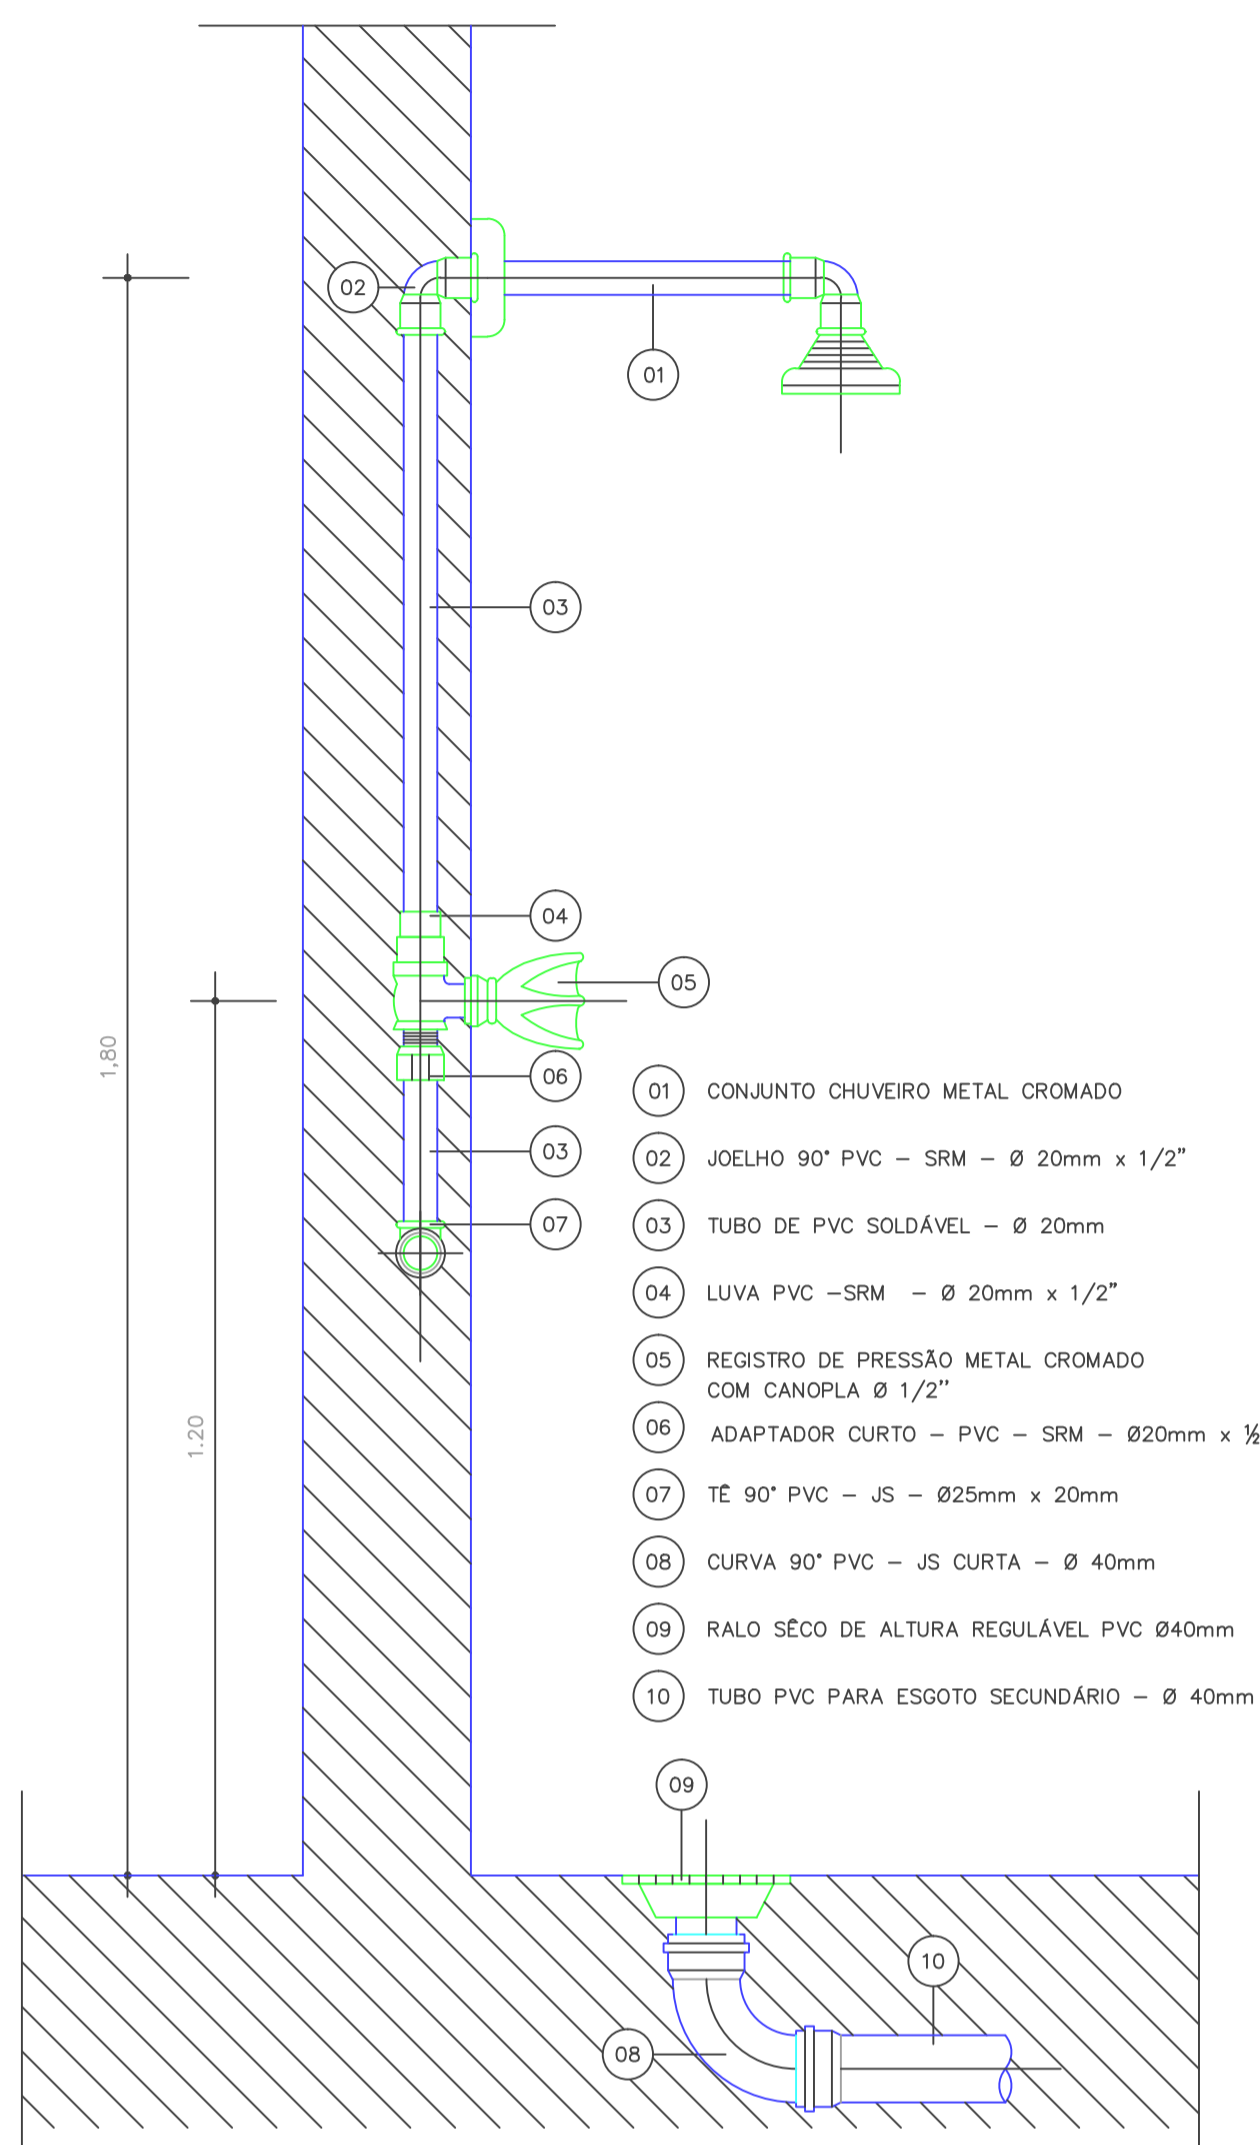 02
01
03
04
05
06
03
07
1,80
1.20
01 CONJUNTO CHUVEIRO METAL CROMADO
02 JOELHO 90° PVC – SRM – Ø 20mm x 1/2"
03 TUBO DE PVC SOLDÁVEL – Ø 20mm
04 LUVA PVC –SRM – Ø 20mm x 1/2"
05 REGISTRO DE PRESSÃO METAL CROMADO
COM CANOPLA Ø 1/2"
06 ADAPTADOR CURTO – PVC – SRM – Ø20mm x ½
07 TÊ 90° PVC – JS – Ø25mm x 20mm
08 CURVA 90° PVC – JS CURTA – Ø 40mm
09 RALO SÊCO DE ALTURA REGULÁVEL PVC Ø40mm
10 TUBO PVC PARA ESGOTO SECUNDÁRIO – Ø 40mm
09
10
08